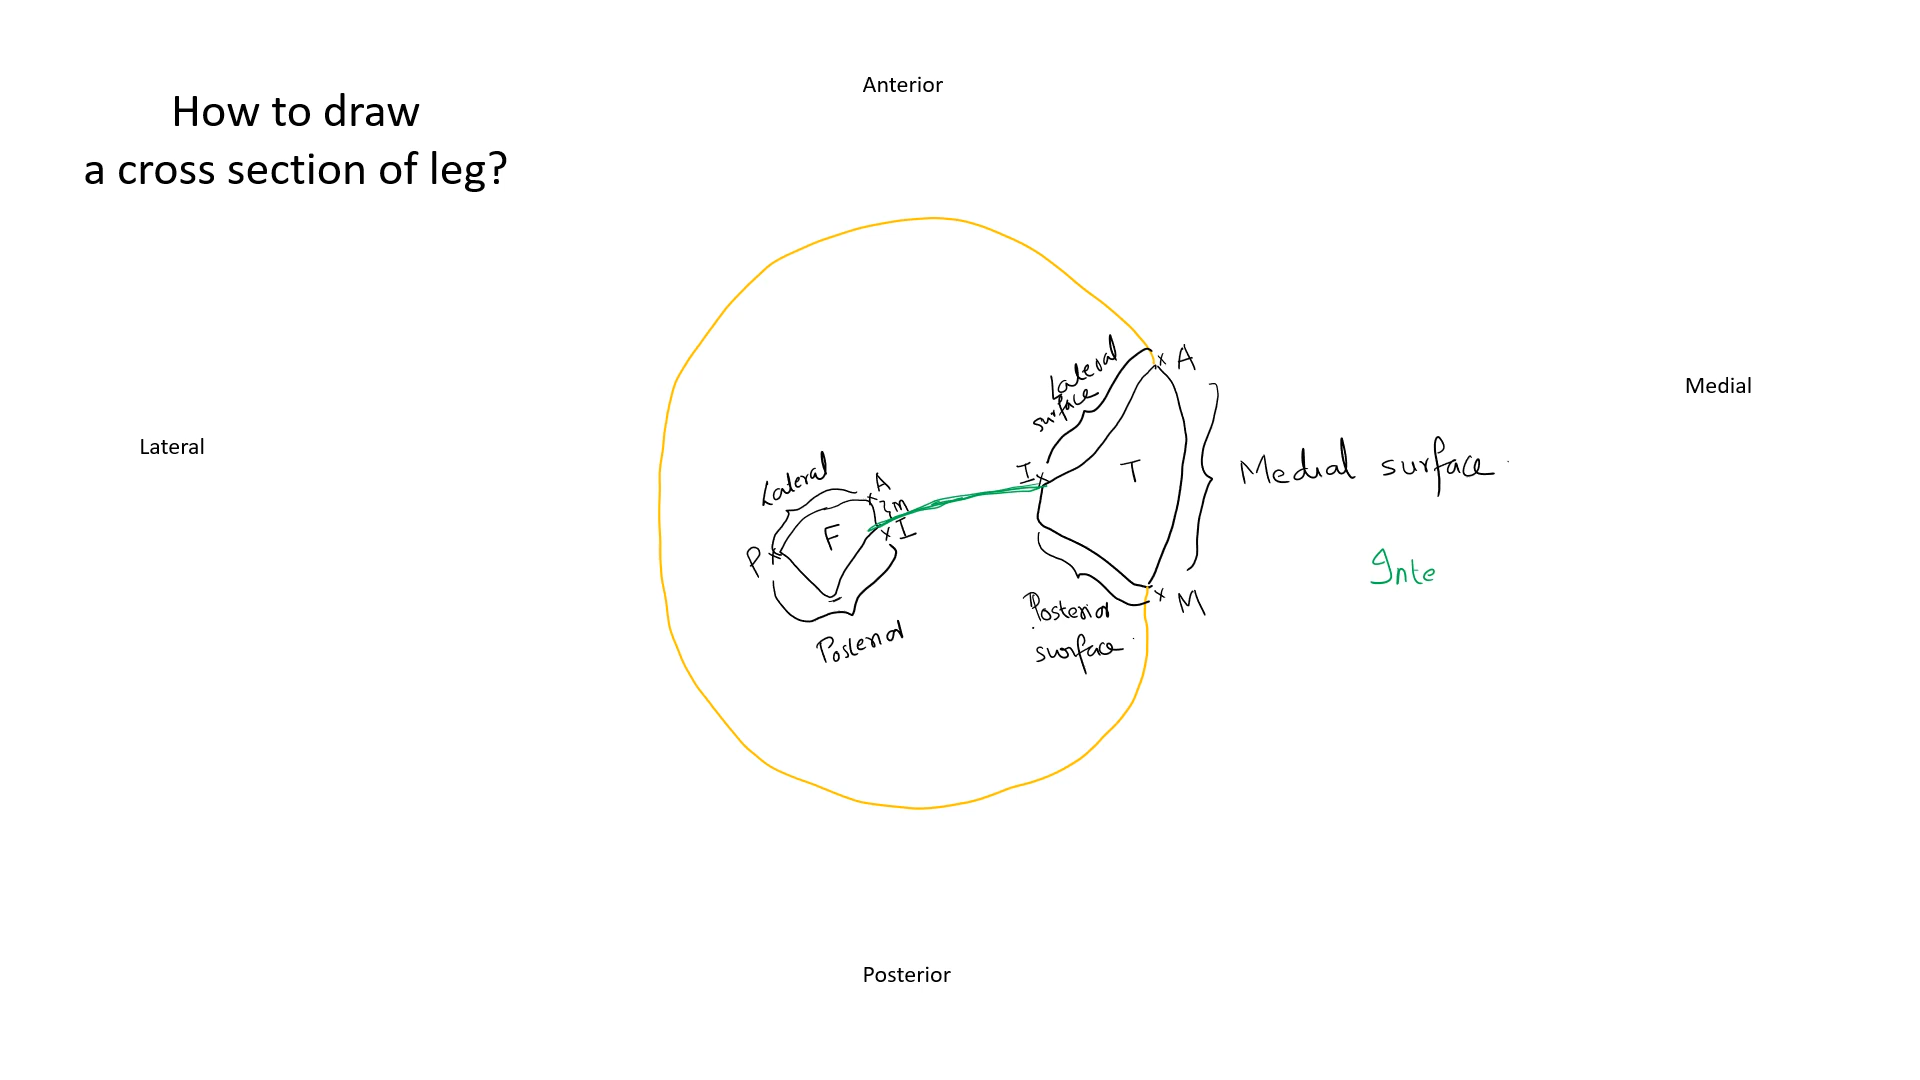 How to draw
a cross section of leg?
Anterior
Medial
Lateral
Lateral
surface
A
I
T
Medial surface
Lateral
A
m
I
F
P
Posterior
Posterior
surface
M
Inte
Posterior